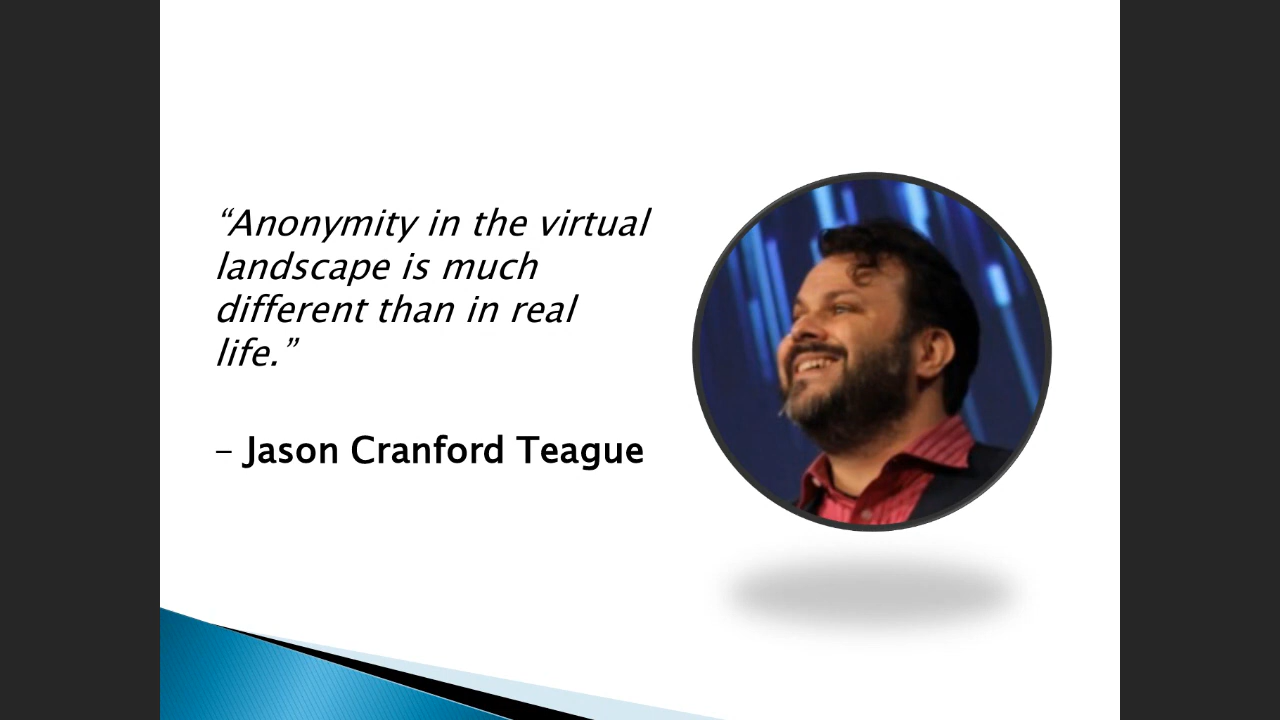 “Anonymity in the virtual
landscape is much
different than in real
life.”
– Jason Cranford Teague